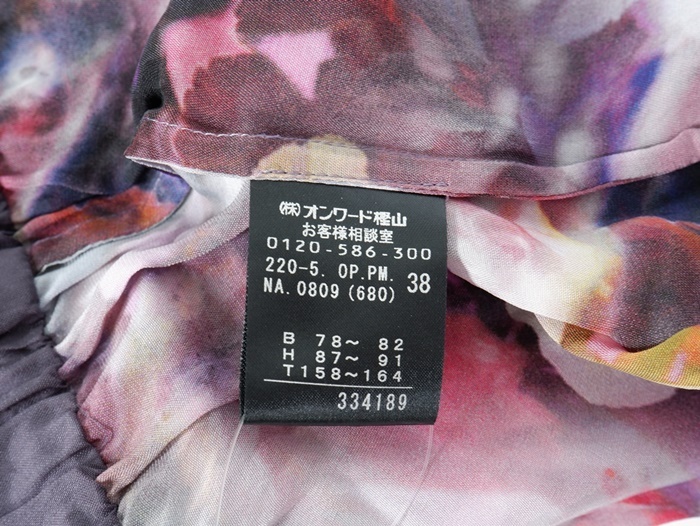 ㈱オンワード樫山
お客様相談室
0120-586-300
220-5. OP.PM. 38
NA. 0809 (680)
B 78～ 82
H 87～ 91
T158～164
334189